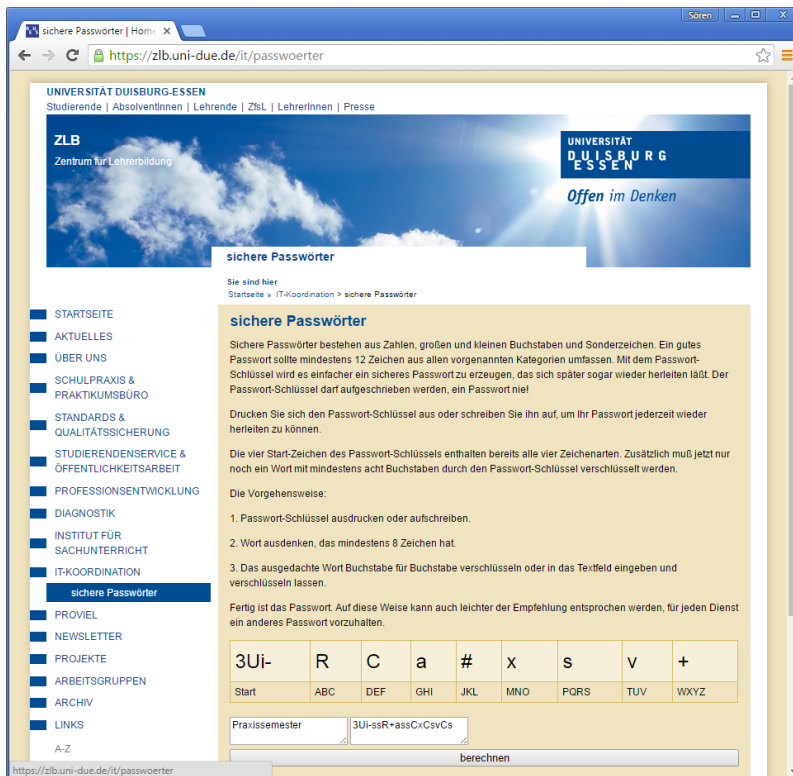 Sören
sichere Passwörter | Home
https://zlb.uni-due.de/it/passwoerter
UNIVERSITÄT DUISBURG-ESSEN
Studierende | AbsolventInnen | Lehrende | ZfsL | LehrerInnen | Presse
ZLB
Zentrum für Lehrerbildung
UNIVERSITÄT
DUISBURG
ESSEN
Offen im Denken
sichere Passwörter
Sie sind hier
Startseite » IT-Koordination > sichere Passwörter
STARTSEITE
AKTUELLES
ÜBER UNS
SCHULPRAXIS &
PRAKTIKUMSBÜRO
STANDARDS &
QUALITÄTSSICHERUNG
STUDIERENDENSERVICE &
ÖFFENTLICHKEITSARBEIT
PROFESSIONSENTWICKLUNG
DIAGNOSTIK
INSTITUT FÜR
SACHUNTERRICHT
IT-KOORDINATION
sichere Passwörter
PROVIEL
NEWSLETTER
PROJEKTE
ARBEITSGRUPPEN
ARCHIV
LINKS
A-Z
sichere Passwörter
Sichere Passwörter bestehen aus Zahlen, großen und kleinen Buchstaben und Sonderzeichen. Ein gutes
Passwort sollte mindestens 12 Zeichen aus allen vorgenannten Kategorien umfassen. Mit dem Passwort-
Schlüssel wird es einfacher ein sicheres Passwort zu erzeugen, das sich später sogar wieder herleiten läßt. Der
Passwort-Schlüssel darf aufgeschrieben werden, ein Passwort nie!
Drucken Sie sich den Passwort-Schlüssel aus oder schreiben Sie ihn auf, um Ihr Passwort jederzeit wieder
herleiten zu können.
Die vier Start-Zeichen des Passwort-Schlüssels enthalten bereits alle vier Zeichenarten. Zusätzlich muß jetzt nur
noch ein Wort mit mindestens acht Buchstaben durch den Passwort-Schlüssel verschlüsselt werden.
Die Vorgehensweise:
1. Passwort-Schlüssel ausdrucken oder aufschreiben.
2. Wort ausdenken, das mindestens 8 Zeichen hat.
3. Das ausgedachte Wort Buchstabe für Buchstabe verschlüsseln oder in das Textfeld eingeben und
verschlüsseln lassen.
Fertig ist das Passwort. Auf diese Weise kann auch leichter der Empfehlung entsprochen werden, für jeden Dienst
ein anderes Passwort vorzuhalten.
3Ui- R C a # x s v +
Start ABC DEF GHI JKL MNO PQRS TUV WXYZ
Praxissemester 3Ui-ssR+assCxCsvCs
berechnen
https://zlb.uni-due.de/it/passwoerter